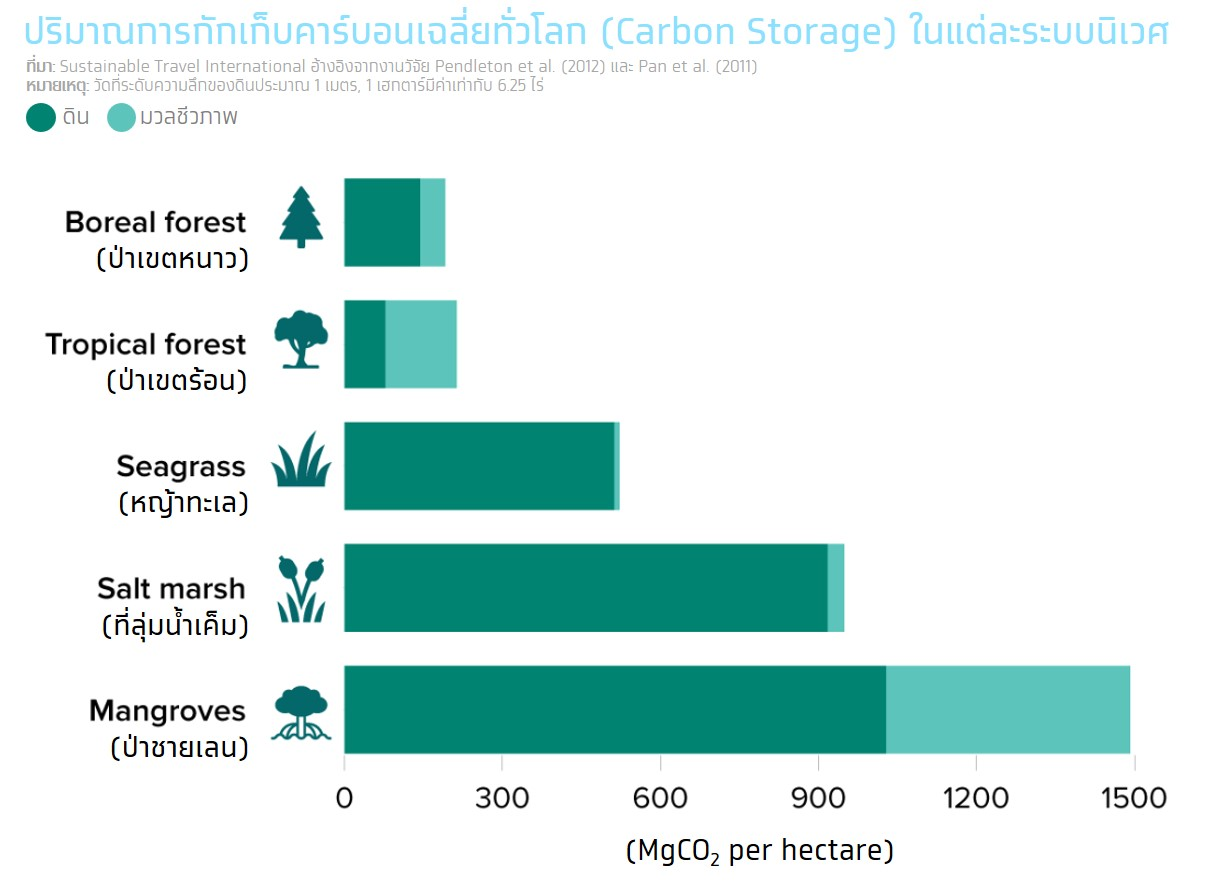 ปริมาณการกักเก็บคาร์บอนเฉลี่ยทั่วโลก (Carbon Storage) ในแต่ละระบบนิเวศ
ที่มา: Sustainable Travel International อ้างอิงจากงานวิจัย Pendleton et al. (2012) และ Pan et al. (2011)
หมายเหตุ: วัดที่ระดับความลึกของดินประมาณ 1 เมตร, 1 เฮกตาร์มีค่าเท่ากับ 6.25 ไร่
ดิน มวลชีวภาพ
Boreal forest
(ป่าเขตหนาว)
Tropical forest
(ป่าเขตร้อน)
Seagrass
(หญ้าทะเล)
Salt marsh
(ที่ลุ่มน้ำเค็ม)
Mangroves
(ป่าชายเลน)
0 300 600 900 1200 1500
(MgCO₂ per hectare)